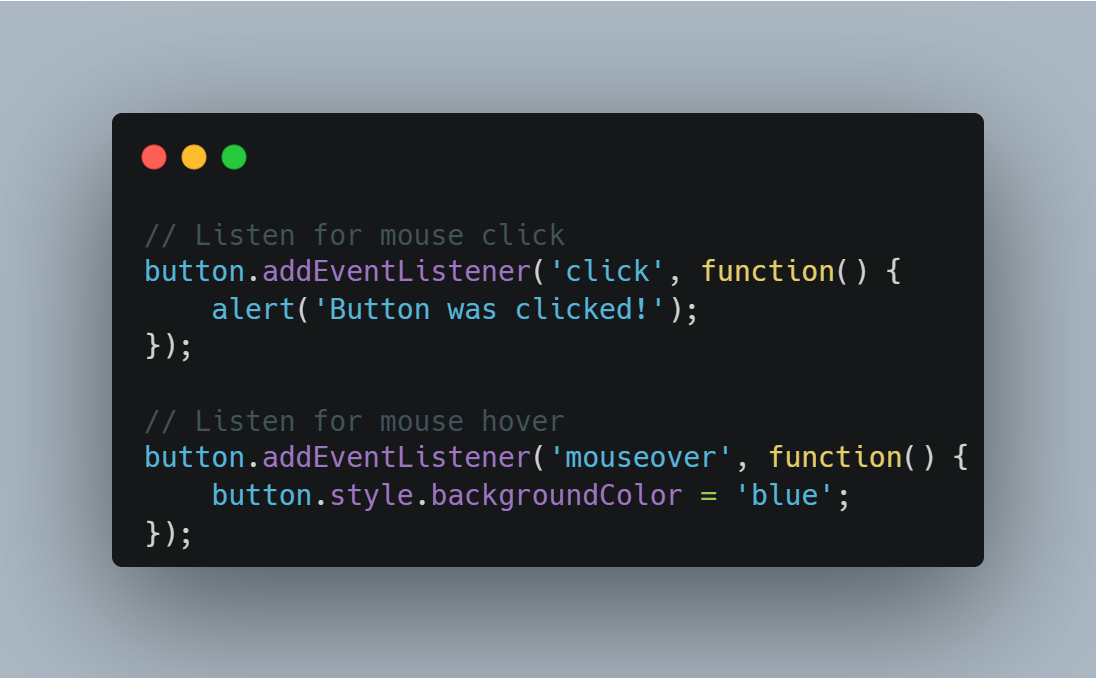 // Listen for mouse click
button.addEventListener('click', function() {
    alert('Button was clicked!');
});

// Listen for mouse hover
button.addEventListener('mouseover', function() {
    button.style.backgroundColor = 'blue';
});